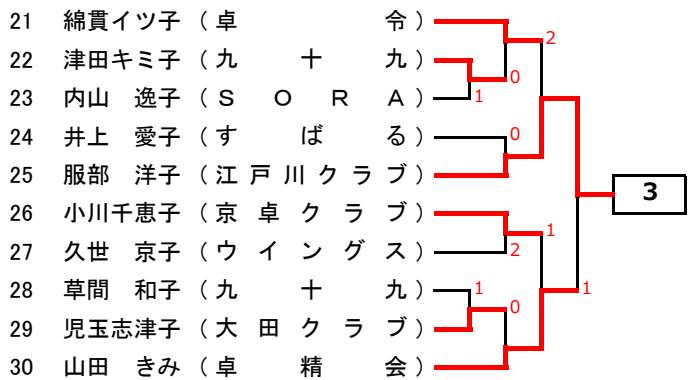 21 綿貫イツ子 ( 卓 令 )
2
22 津田キミ子 ( 九 十 九 )
0
23 内山 逸子 ( S O R A )
1
24 井上 愛子 ( す ば る )
0
25 服部 洋子 ( 江 戸 川 ク ラ ブ )
3
26 小川千恵子 ( 京 卓 ク ラ ブ )
1
27 久世 京子 ( ウ イ ン グ ス )
2
28 草間 和子 ( 九 十 九 )
1
1
29 児玉志津子 ( 大 田 ク ラ ブ )
0
30 山田 きみ ( 卓 精 会 )